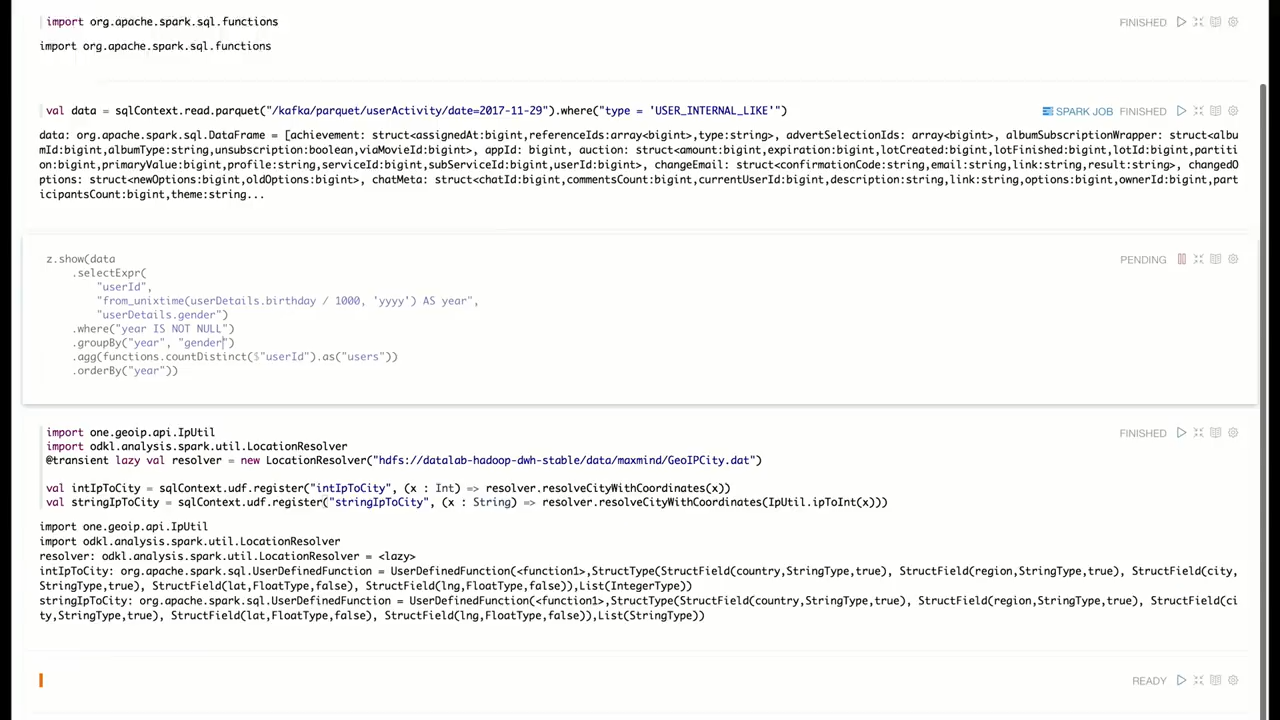 import org.apache.spark.sql.functions
FINISHED
import org.apache.spark.sql.functions
val data = sqlContext.read.parquet("/kafka/parquet/userActivity/date=2017-11-29").where("type = 'USER_INTERNAL_LIKE'")
SPARK JOB FINISHED
data: org.apache.spark.sql.DataFrame = [achievement: struct<assignedAt:bigint,referenceIds:array<bigint>,type:string>, advertSelectionIds: array<bigint>, albumSubscriptionWrapper: struct<albu
mId:bigint,albumType:string,unsubscription:boolean,viaMovieId:bigint>, appId: bigint, auction: struct<amount:bigint,expiration:bigint,lotCreated:bigint,lotFinished:bigint,lotId:bigint,partiti
on:bigint,primaryValue:bigint,profile:string,serviceId:bigint,subServiceId:bigint,userId:bigint>, changeEmail: struct<confirmationCode:string,email:string,link:string,result:string>, changedO
ptions: struct<newOptions:bigint,oldOptions:bigint>, chatMeta: struct<chatId:bigint,commentsCount:bigint,currentUserId:bigint,description:string,link:string,options:bigint,ownerId:bigint,part
icipantsCount:bigint,theme:string...
z.show(data
PENDING
.selectExpr(
"userId",
"from_unixtime(userDetails.birthday / 1000, 'yyyy') AS year",
"userDetails.gender")
.where("year IS NOT NULL")
.groupBy("year", "gender")
.agg(functions.countDistinct($"userId").as("users"))
.orderBy("year"))
import one.geoip.api.IpUtil
FINISHED
import odkl.analysis.spark.util.LocationResolver
@transient lazy val resolver = new LocationResolver("hdfs://datalab-hadoop-dwh-stable/data/maxmind/GeoIPCity.dat")
val intIpToCity = sqlContext.udf.register("intIpToCity", (x : Int) => resolver.resolveCityWithCoordinates(x))
val stringIpToCity = sqlContext.udf.register("stringIpToCity", (x : String) => resolver.resolveCityWithCoordinates(IpUtil.ipToInt(x)))
import one.geoip.api.IpUtil
import odkl.analysis.spark.util.LocationResolver
resolver: odkl.analysis.spark.util.LocationResolver = <lazy>
intIpToCity: org.apache.spark.sql.UserDefinedFunction = UserDefinedFunction(<function1>,StructType(StructField(country,StringType,true), StructField(region,StringType,true), StructField(city,
StringType,true), StructField(lat,FloatType,false), StructField(lng,FloatType,false)),List(IntegerType))
stringIpToCity: org.apache.spark.sql.UserDefinedFunction = UserDefinedFunction(<function1>,StructType(StructField(country,StringType,true), StructField(region,StringType,true), StructField(ci
ty,StringType,true), StructField(lat,FloatType,false), StructField(lng,FloatType,false)),List(StringType))
READY